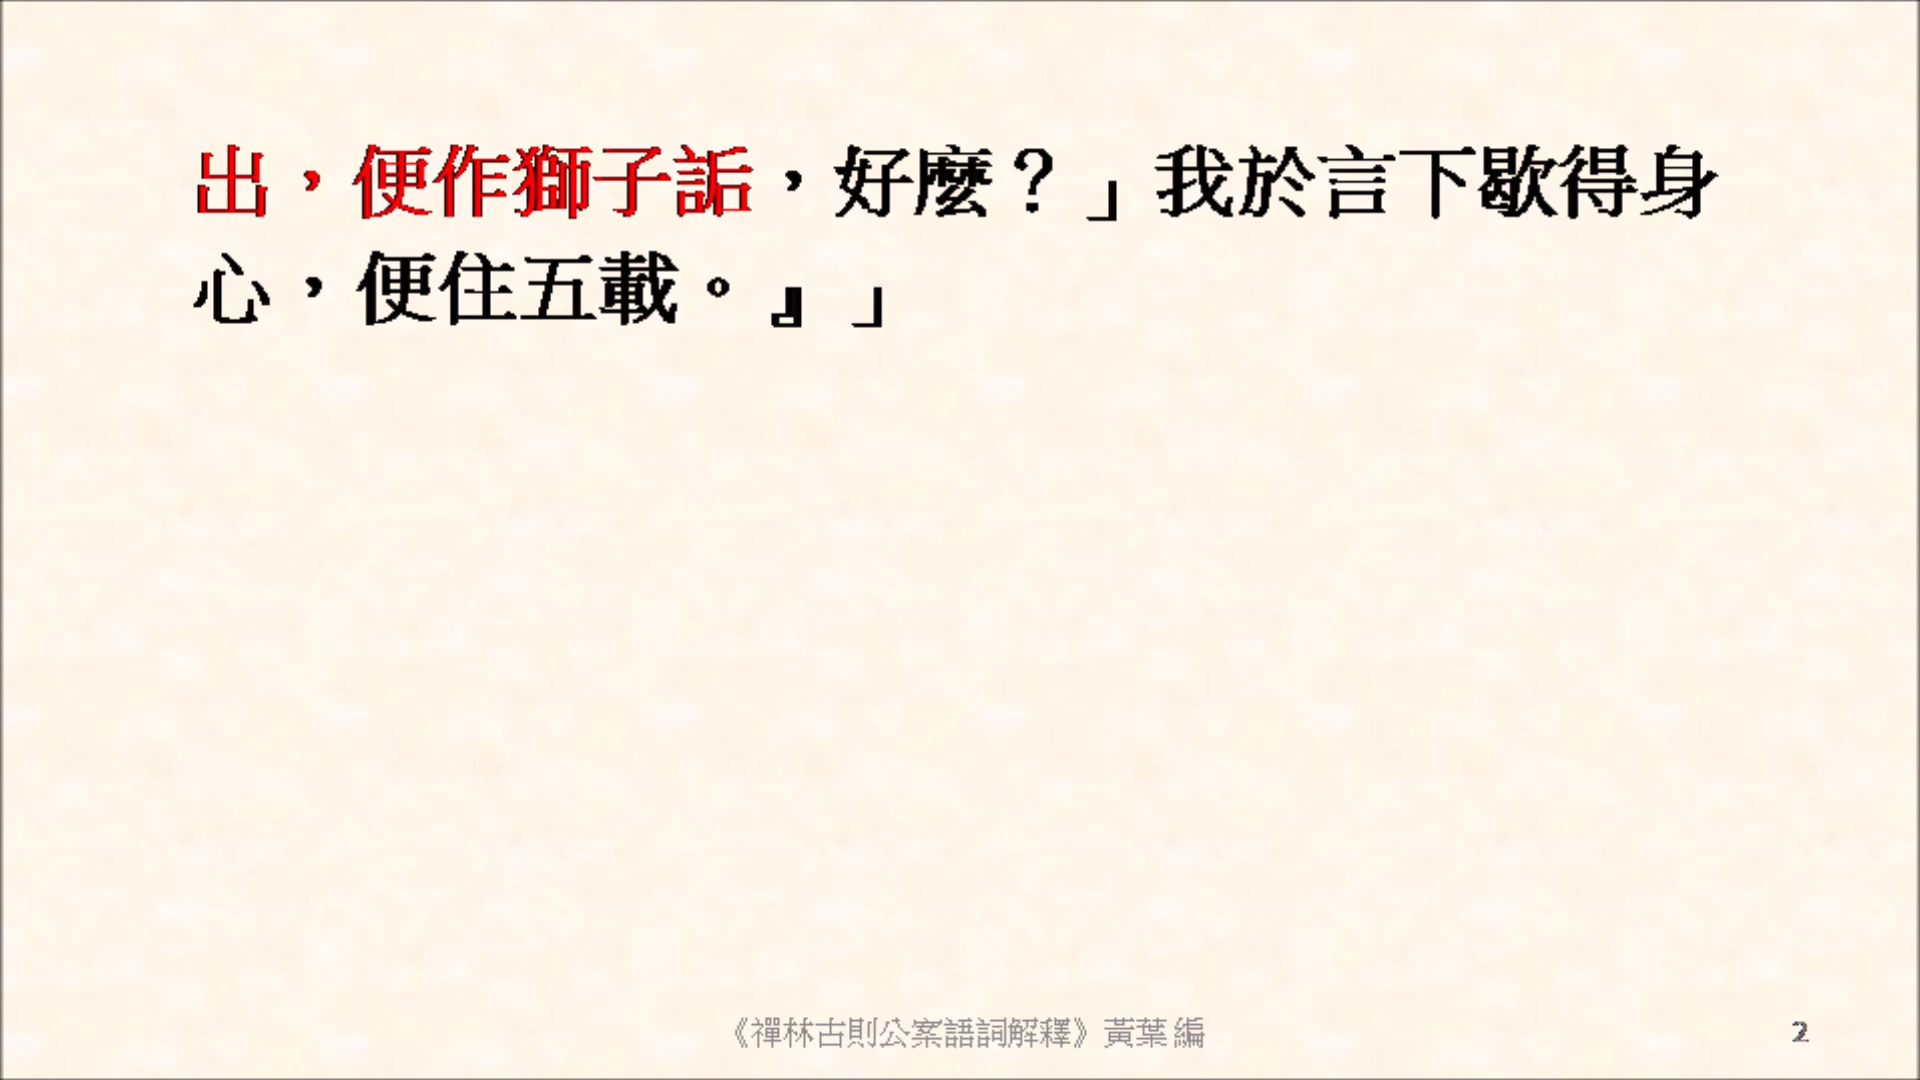 出，便作獅子詬，好麼？」我於言下歇得身
心，便住五載。』」
《禪林古則公案語詞解釋》黃葉 編
2